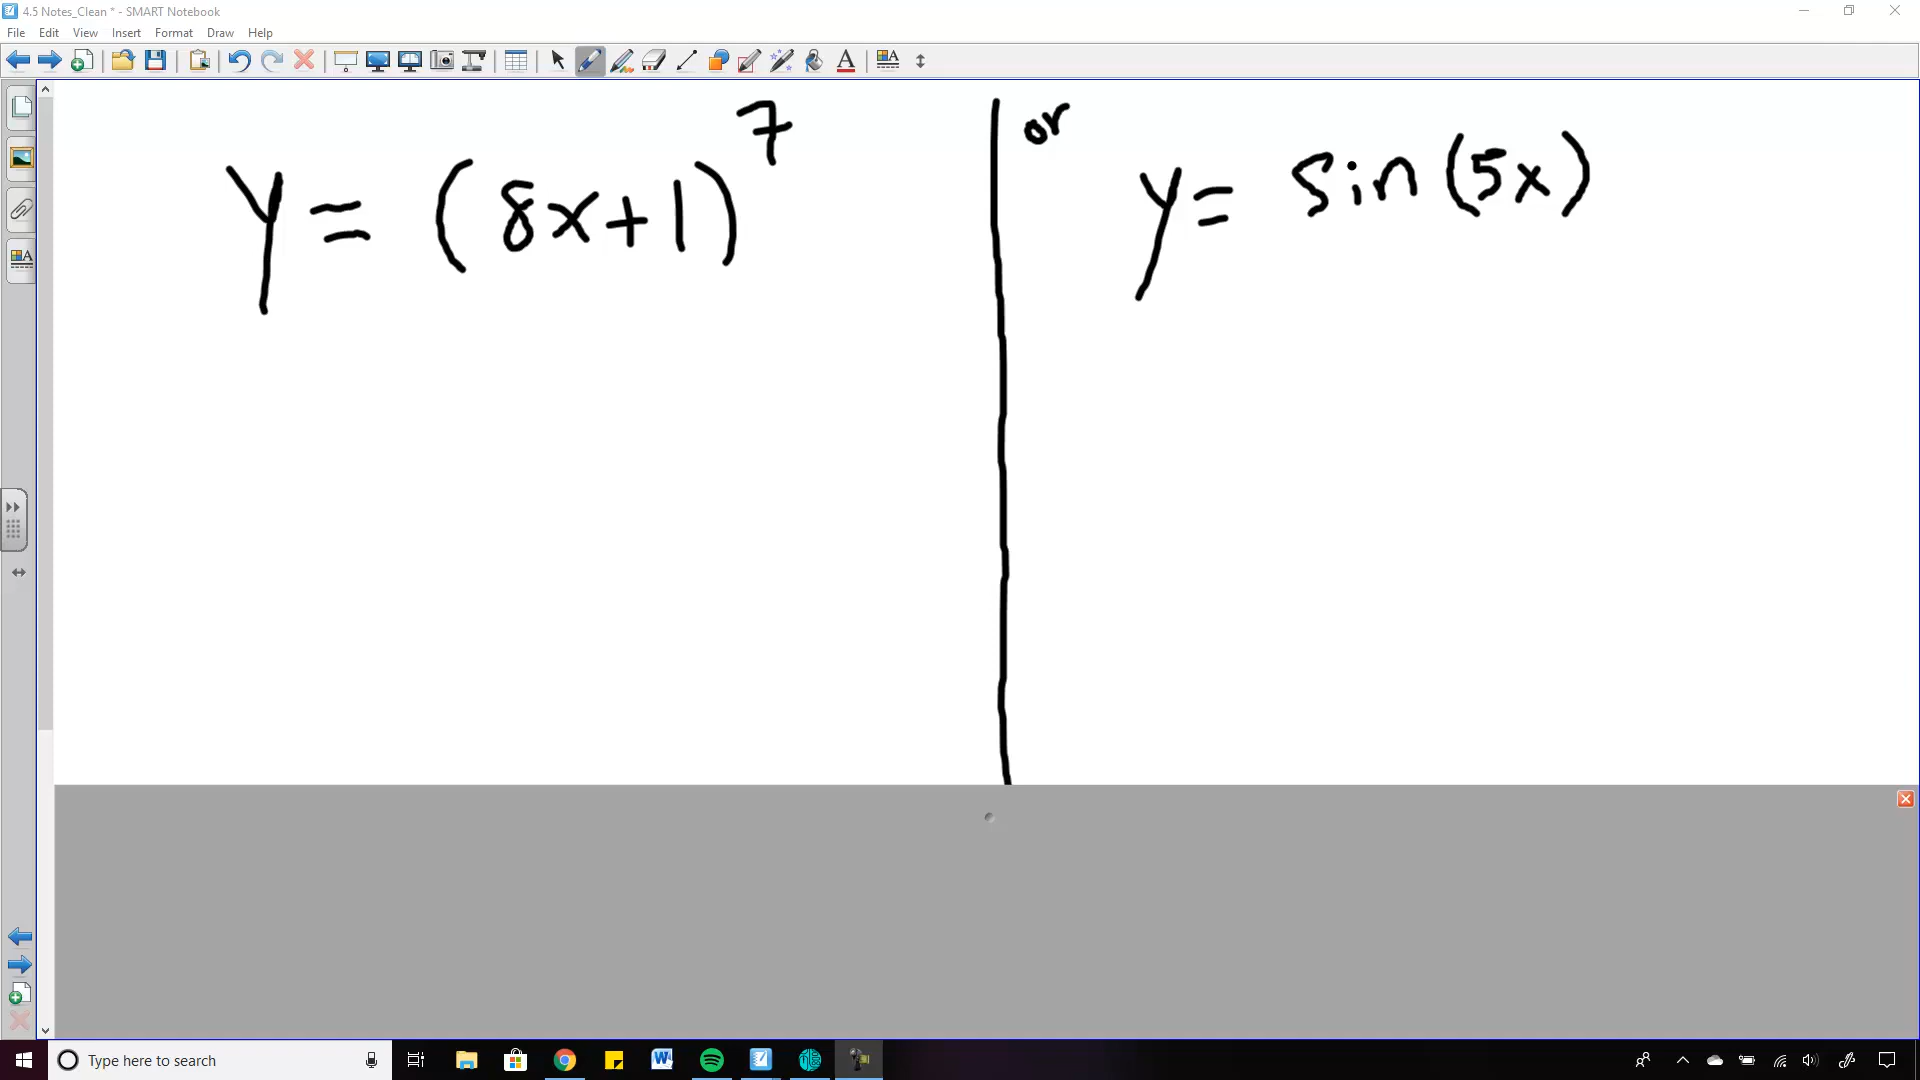 4.5 Notes_Clean * - SMART Notebook
File Edit View Insert Format Draw Help
y = (8x+1)^7
or
y = sin(5x)
Type here to search